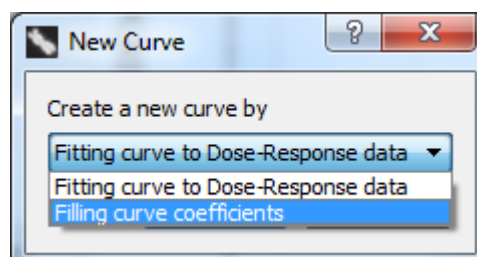 New Curve
Create a new curve by
Fitting curve to Dose-Response data
Fitting curve to Dose-Response data
Filling curve coefficients